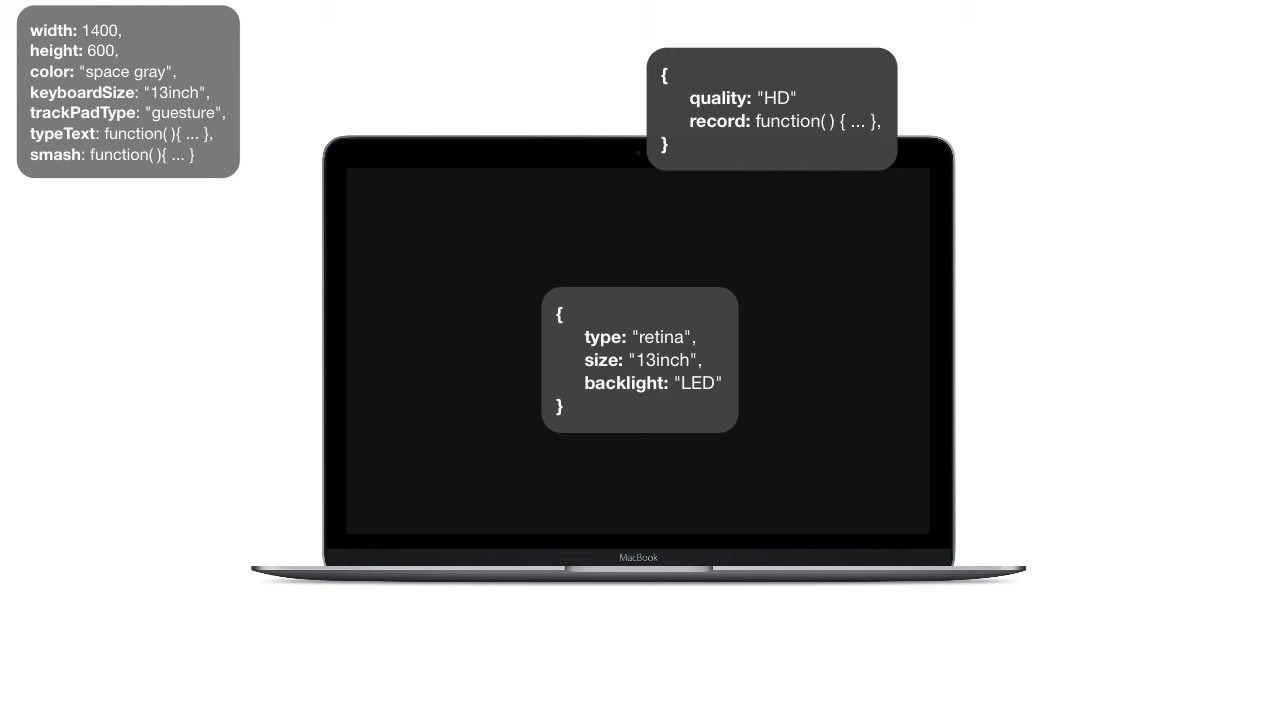 width: 1400,
height: 600,
color: "space gray",
keyboardSize: "13inch",
trackPadType: "guesture",
typeText: function(){ ... },
smash: function(){ ... }
{
quality: "HD"
record: function() { ... },
}
{
type: "retina",
size: "13inch",
backlight: "LED"
}
MacBook